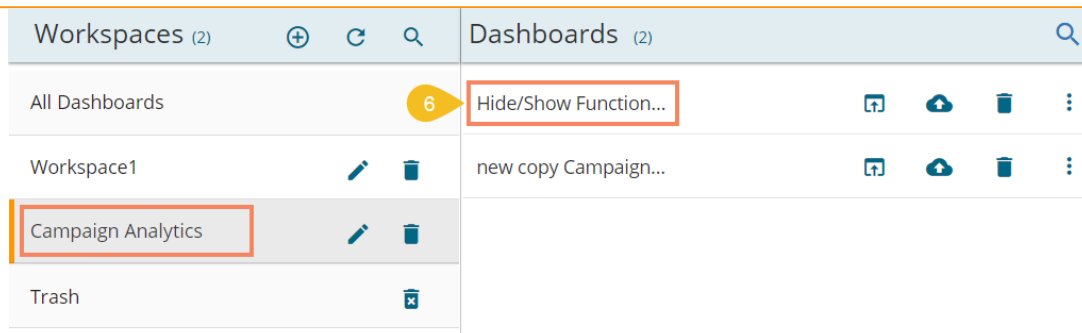 Workspaces (2)
Dashboards (2)
All Dashboards
6
Hide/Show Function...
Workspace1
new copy Campaign...
Campaign Analytics
Trash